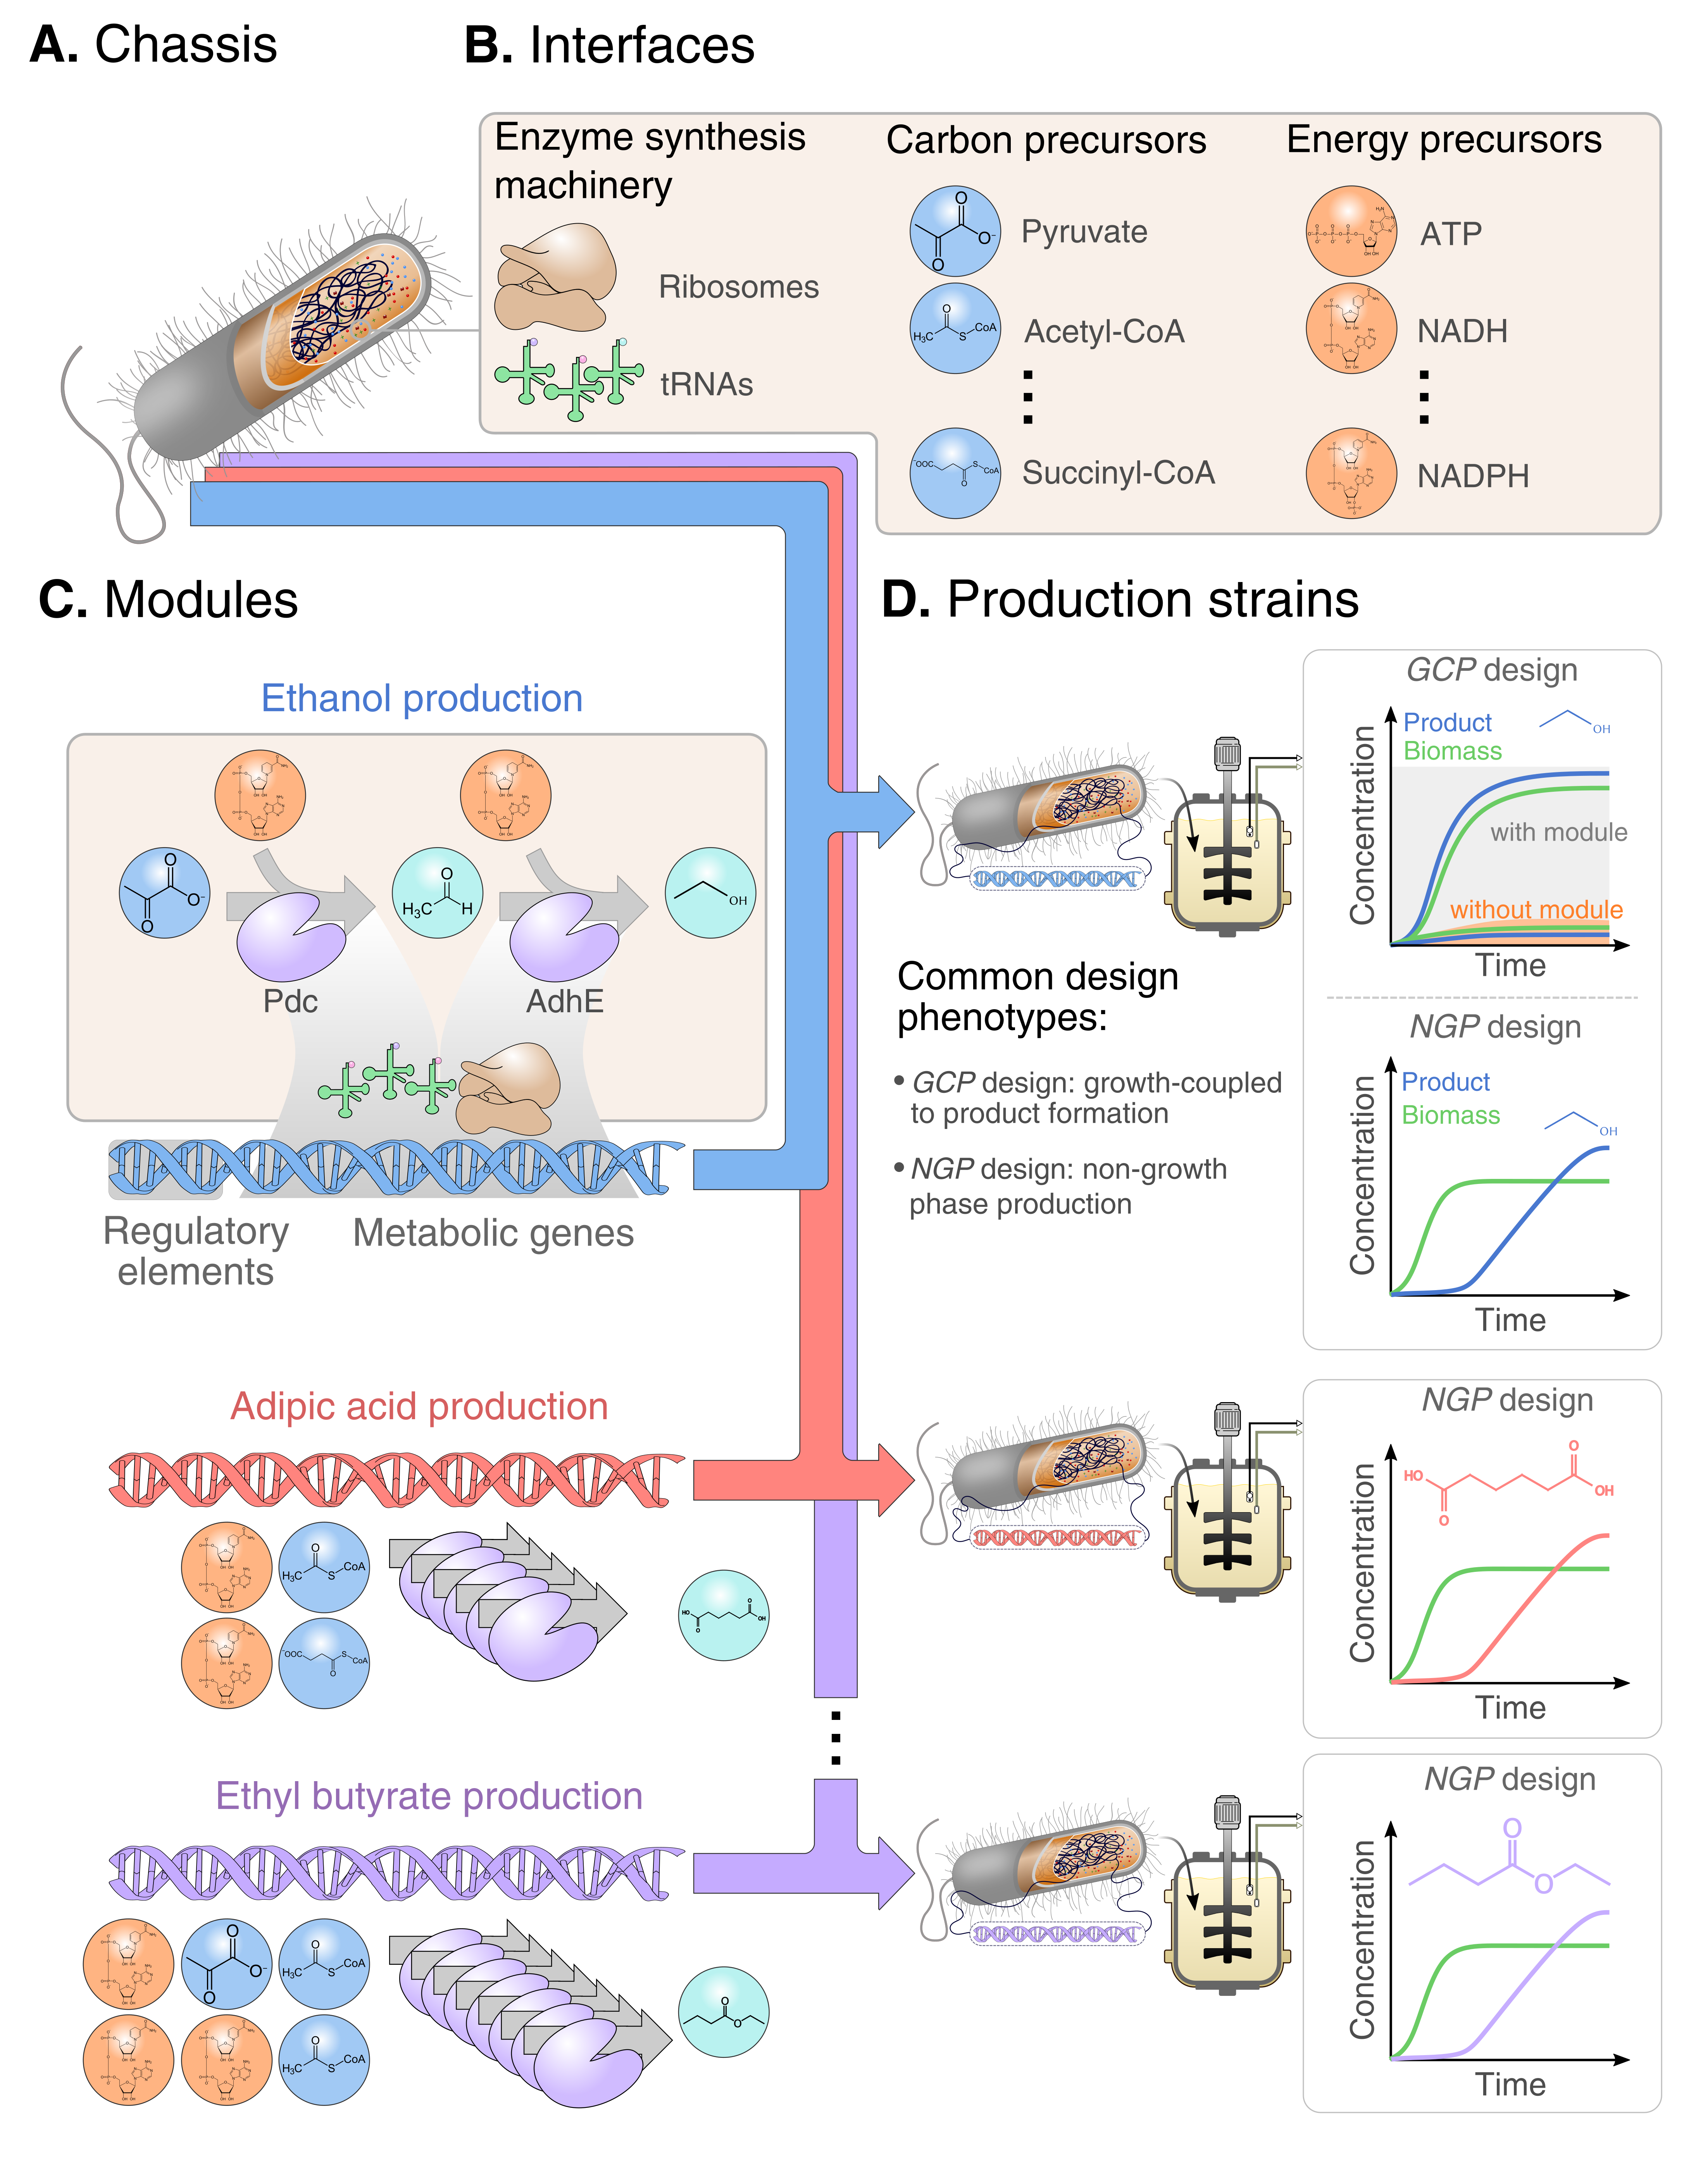 A. Chassis
B. Interfaces
Enzyme synthesis
machinery
Ribosomes
tRNAs
Carbon precursors
Pyruvate
Acetyl-CoA
Succinyl-CoA
Energy precursors
ATP
NADH
NADPH
C. Modules
Ethanol production
Pdc
AdhE
Regulatory
elements
Metabolic genes
Adipic acid production
Ethyl butyrate production
D. Production strains
Common design
phenotypes:
• GCP design: growth-coupled
to product formation
• NGP design: non-growth
phase production
GCP design
Product
Biomass
OH
with module
without module
Concentration
Time
NGP design
Product
Biomass
OH
Concentration
Time
NGP design
HO
O
O
OH
Concentration
Time
NGP design
O
O
Concentration
Time